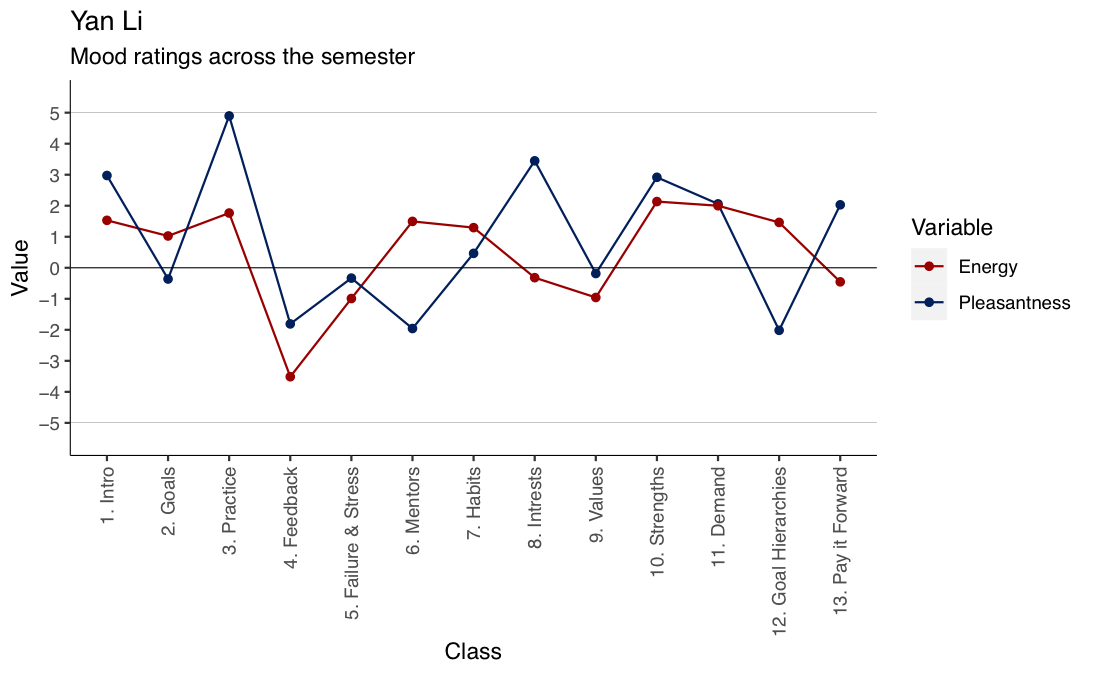 Yan Li
Mood ratings across the semester
5
4
3
2
1
0
−1
−2
−3
−4
−5
Value
1. Intro
2. Goals
3. Practice
4. Feedback
5. Failure & Stress
6. Mentors
7. Habits
8. Intrests
9. Values
10. Strengths
11. Demand
12. Goal Hierarchies
13. Pay it Forward
Class
Variable
Energy
Pleasantness